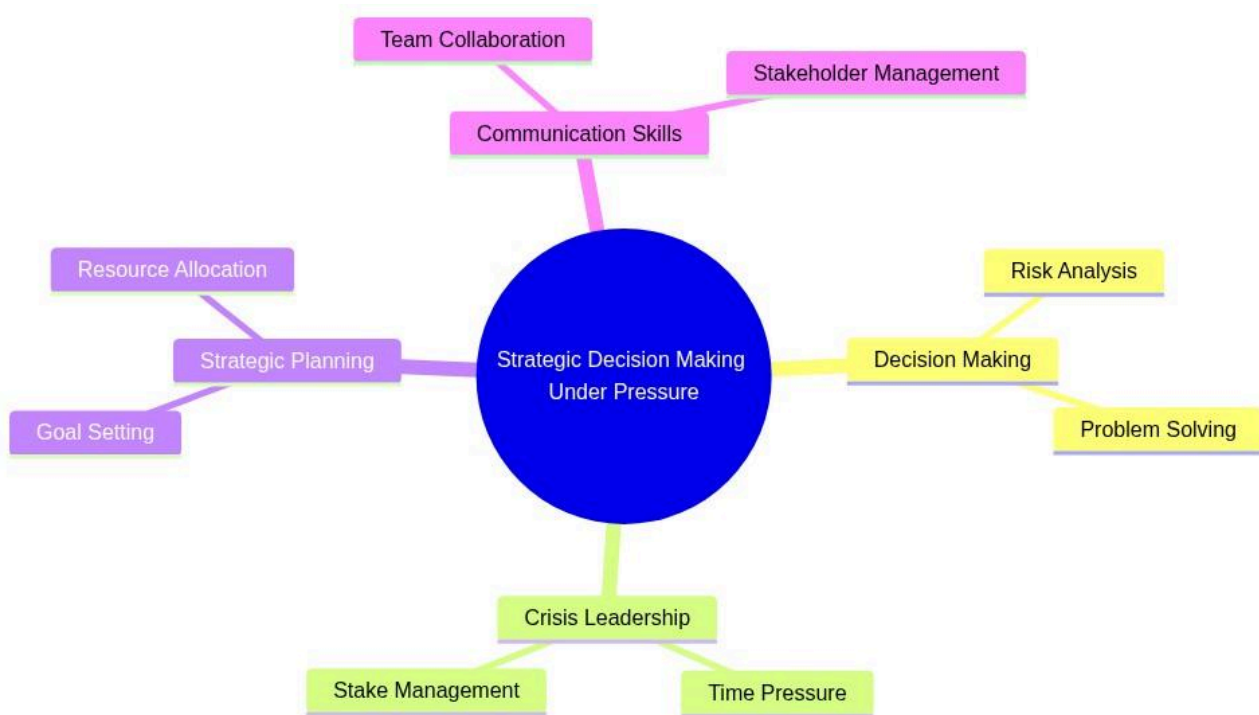 Team Collaboration
Stakeholder Management
Communication Skills
Resource Allocation
Risk Analysis
Strategic Planning
Strategic Decision Making
Under Pressure
Decision Making
Goal Setting
Problem Solving
Crisis Leadership
Stake Management
Time Pressure